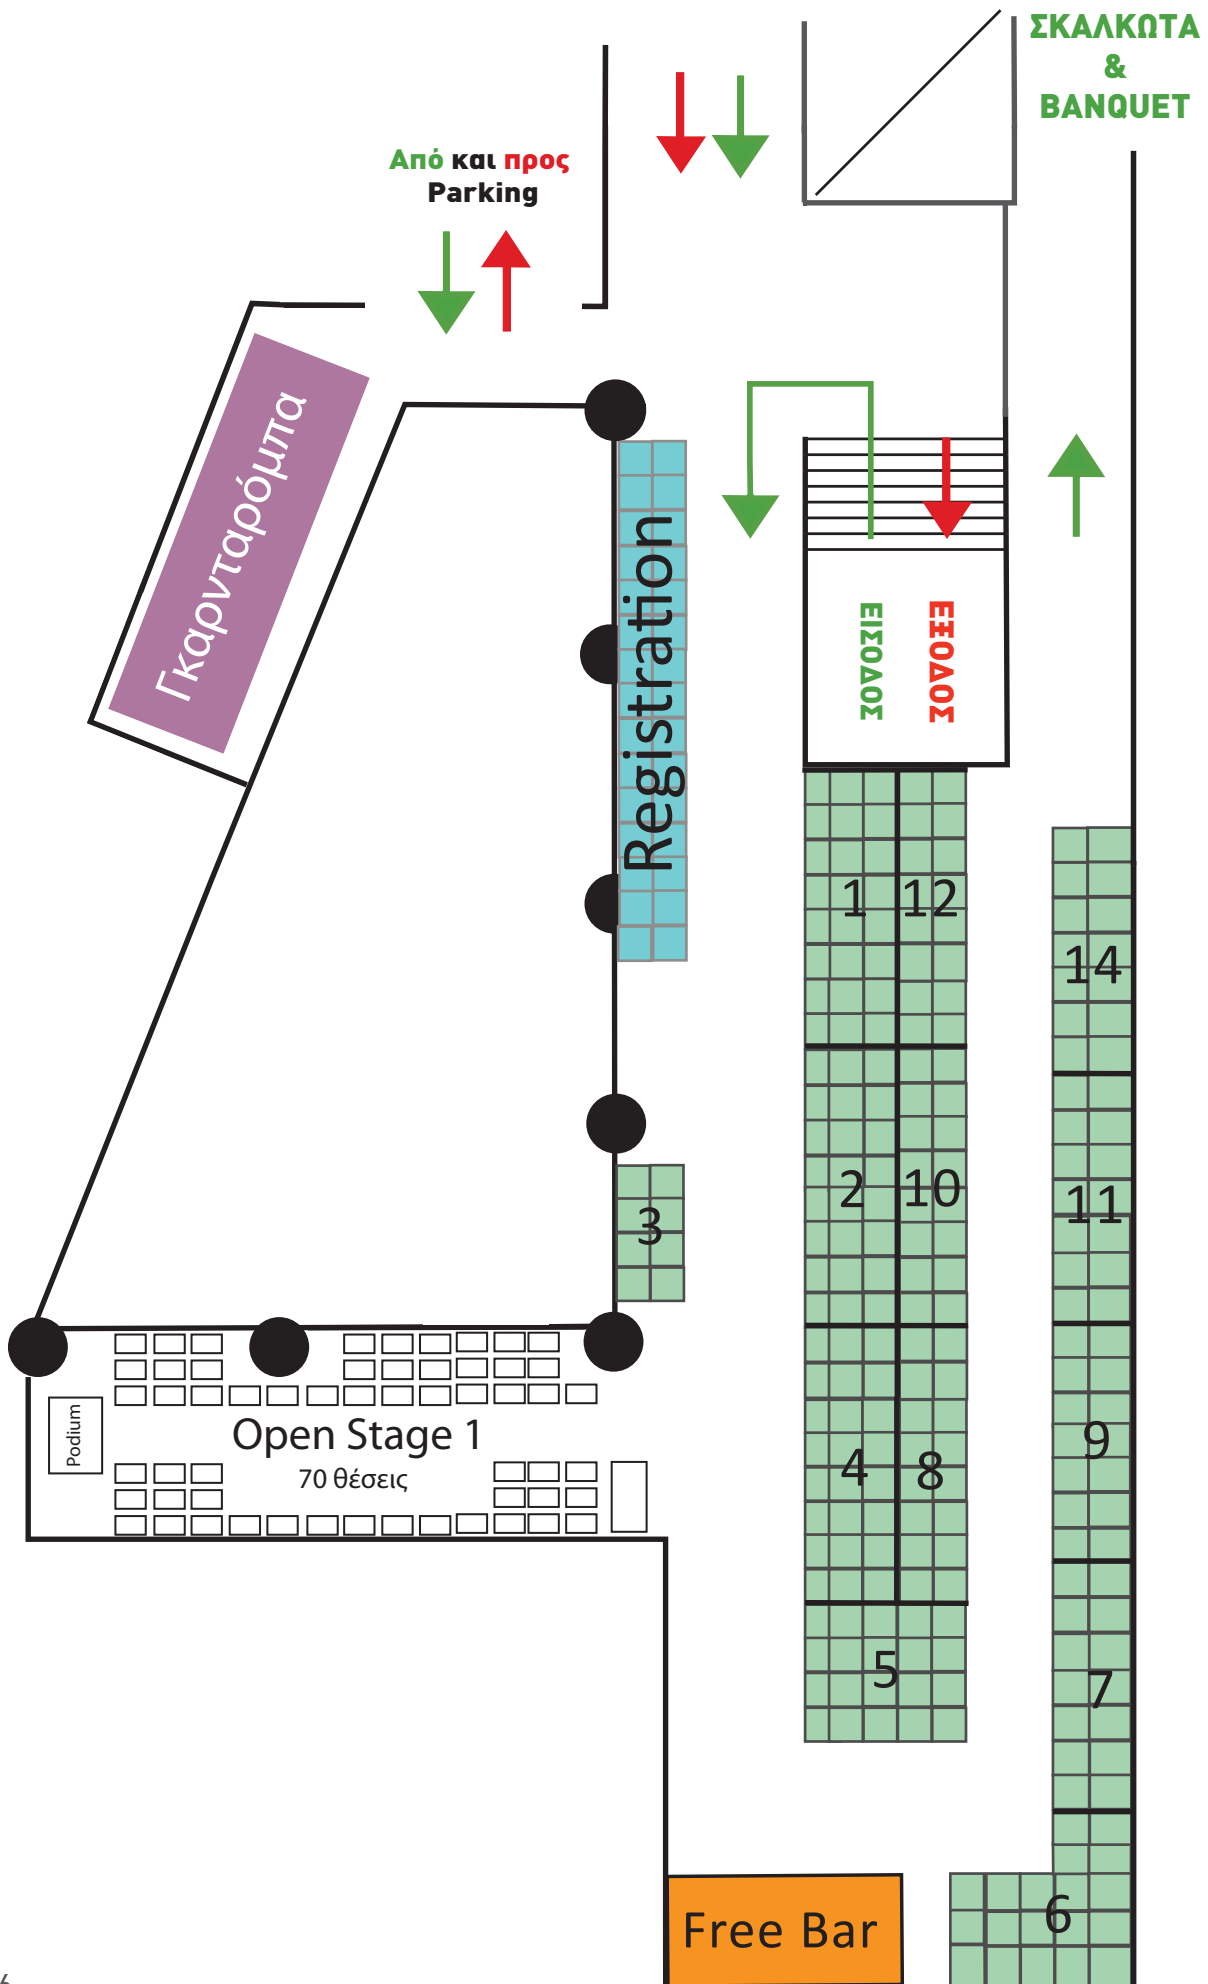 ΣΚΑΛΚΩΤΑ
&
BANQUET
Από και προς
Parking
Γκαρνταρόμπα
Registration
ΕΙΣΟΔΟΣ
ΕΞΟΔΟΣ
1
12
14
2
10
11
3
Podium
Open Stage 1
70 θέσεις
4
8
9
5
7
6
Free Bar